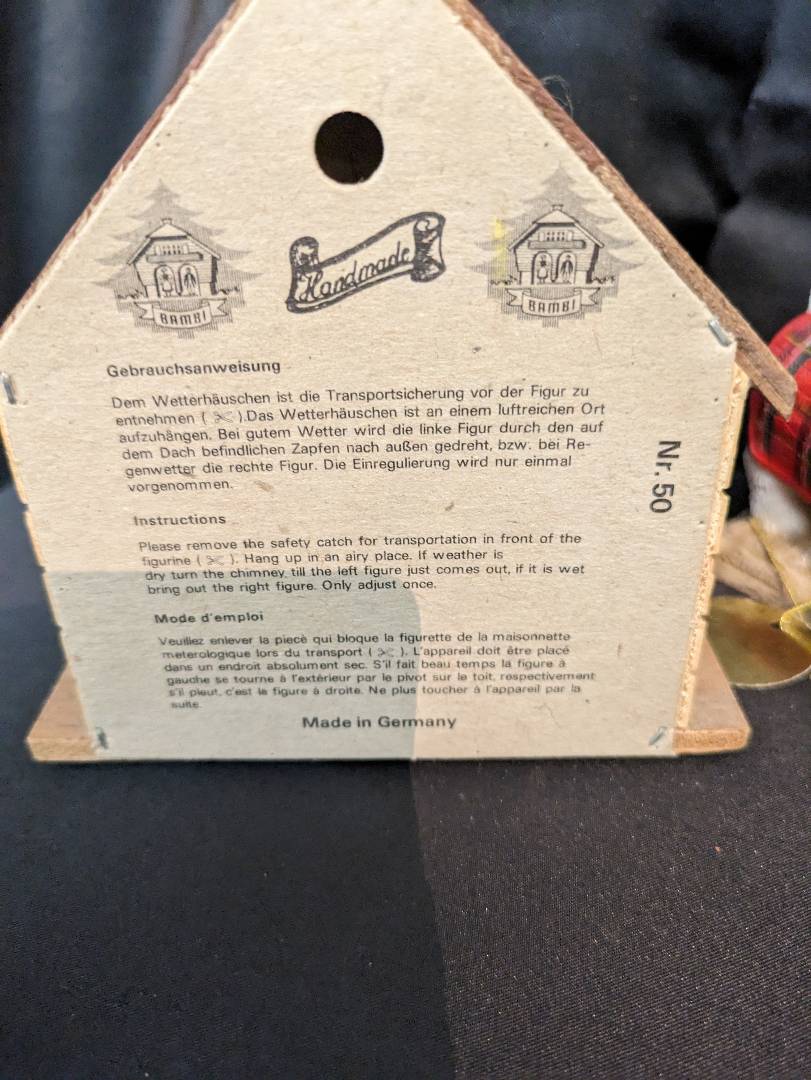 Handmade
BAMBI
BAMBI
Gebrauchsanweisung
Dem Wetterhäuschen ist die Transportsicherung vor der Figur zu
entnehmen ( ✂ ).Das Wetterhäuschen ist an einem luftreichen Ort
aufzuhängen. Bei gutem Wetter wird die linke Figur durch den auf
dem Dach befindlichen Zapfen nach außen gedreht, bzw. bei Re-
genwetter die rechte Figur. Die Einregulierung wird nur einmal
vorgenommen.
Nr. 50
Instructions
Please remove the safety catch for transportation in front of the
figurine ( ✂ ). Hang up in an airy place. If weather is
dry turn the chimney till the left figure just comes out, if it is wet
bring out the right figure. Only adjust once.
Mode d'emploi
Veuillez enlever la piecè qui bloque la figurette de la maisonnette
meterologique lors du transport ( ✂ ). L'appareil doit être placé
dans un endroit absolument sec. S'il fait beau temps la figure à
gauche se tourne à l'extérieur par le pivot sur le toit, respectivement
s'il pleut, c'est le figure à droite. Ne plus toucher à l'appareil par la
suite.
Made in Germany